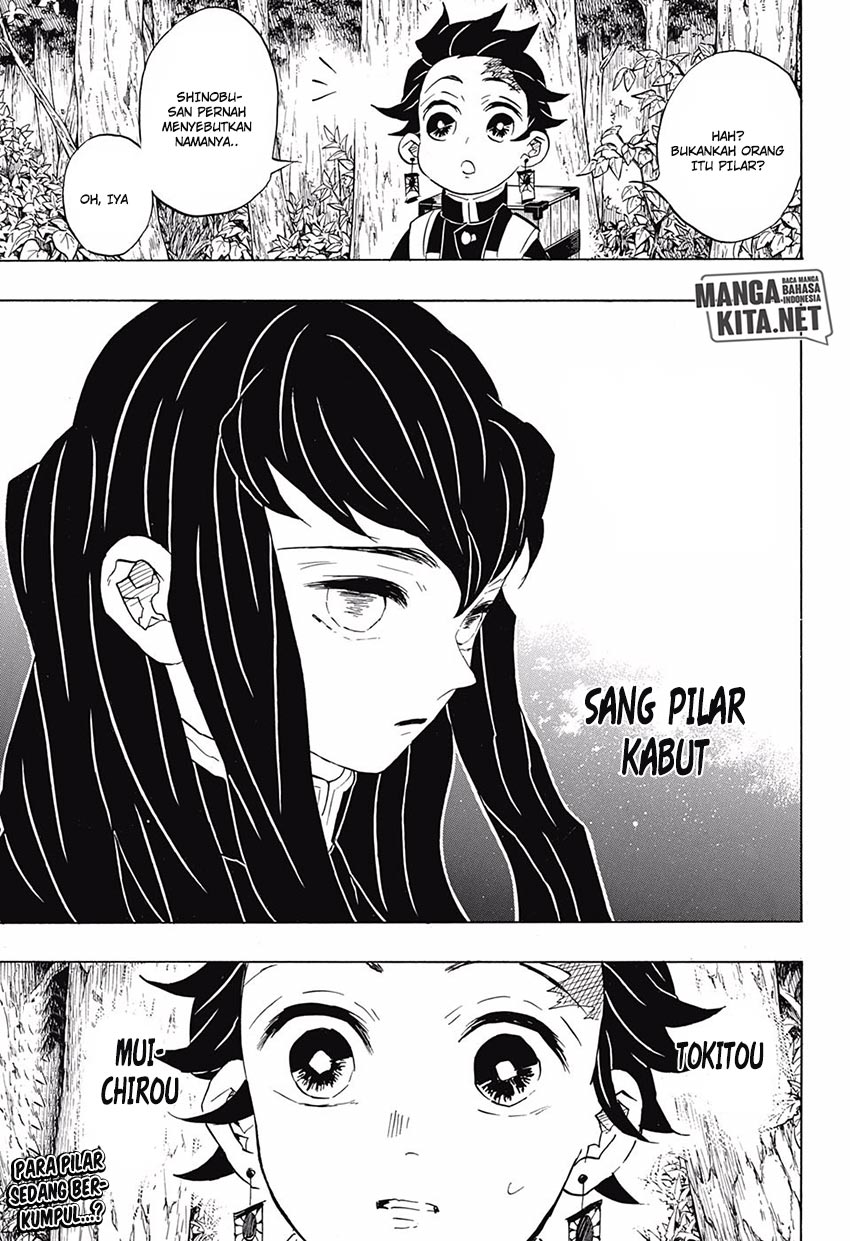 HAH?
BUKANKAH ORANG
ITU PILAR?
SHINOBU-
SAN PERNAH
MENYEBUTKAN
NAMANYA..
OH, IYA
MANGA
KITA.NET
BACA MANGA
BAHASA
INDONESIA
SANG PILAR
KABUT
TOKITOU
MUI-
CHIROU
PARA PILAR
SEDANG BER-
KUMPUL...?